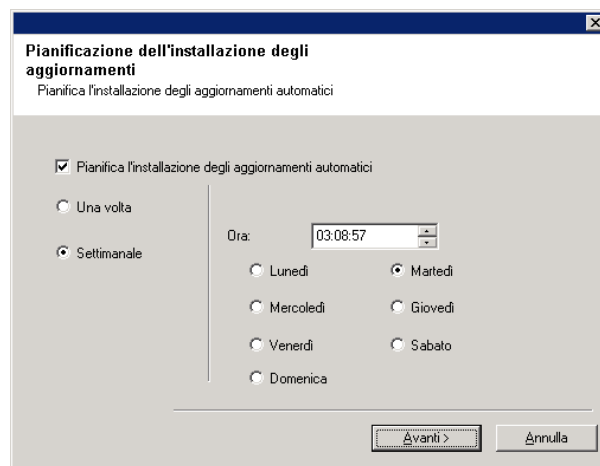 Pianificazione dell'installazione degli
aggiornamenti
Pianifica l'installazione degli aggiornamenti automatici
Pianifica l'installazione degli aggiornamenti automatici
Una volta
Settimanale
Ora: 03:08:57
Lunedì Martedì
Mercoledì Giovedì
Venerdì Sabato
Domenica
Avanti > Annulla